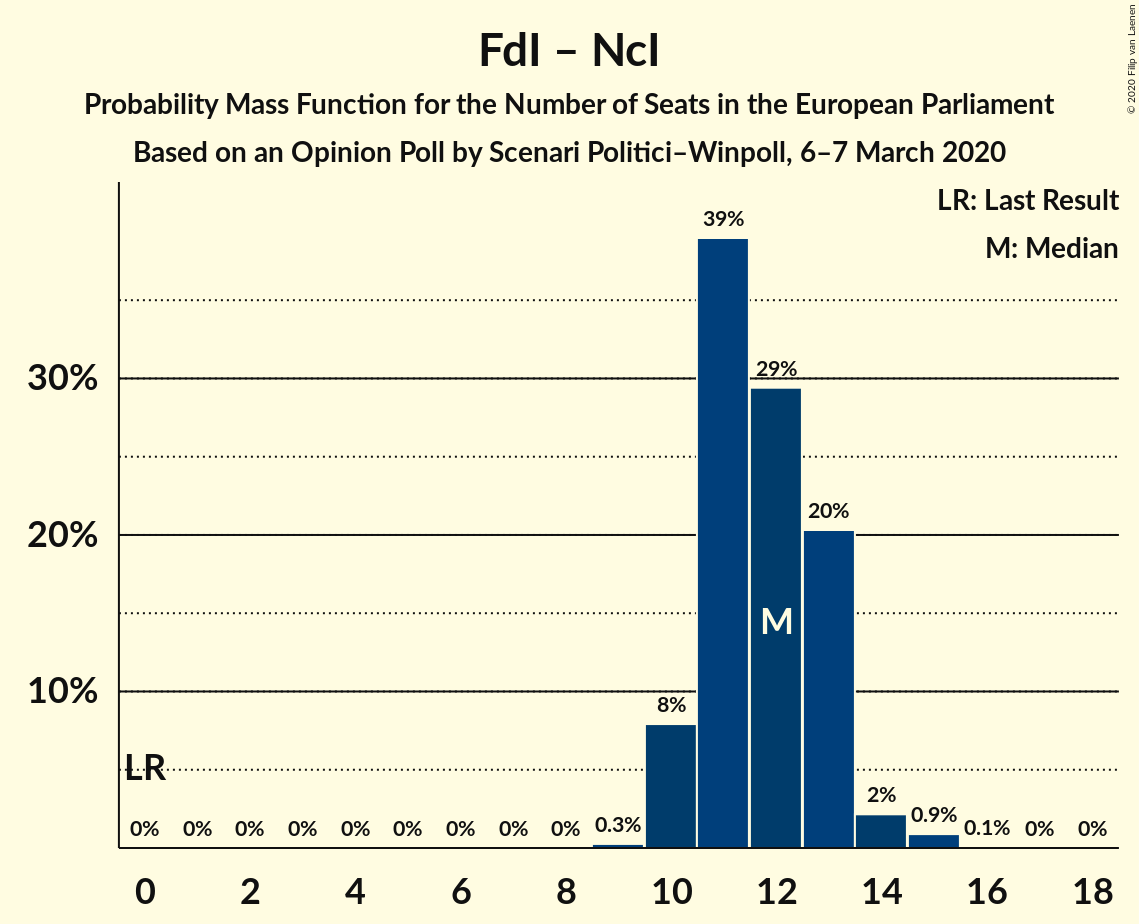 FdI – NcI
Probability Mass Function for the Number of Seats in the European Parliament
Based on an Opinion Poll by Scenari Politici–Winpoll, 6–7 March 2020
© 2020 Filip van Laenen
LR: Last Result
M: Median
39%
30%
29%
20%
20%
M
10%
8%
LR
0% 0% 0% 0% 0% 0% 0% 0% 0% 0.3% 2% 0.9% 0.1% 0% 0%
0 2 4 6 8 10 12 14 16 18